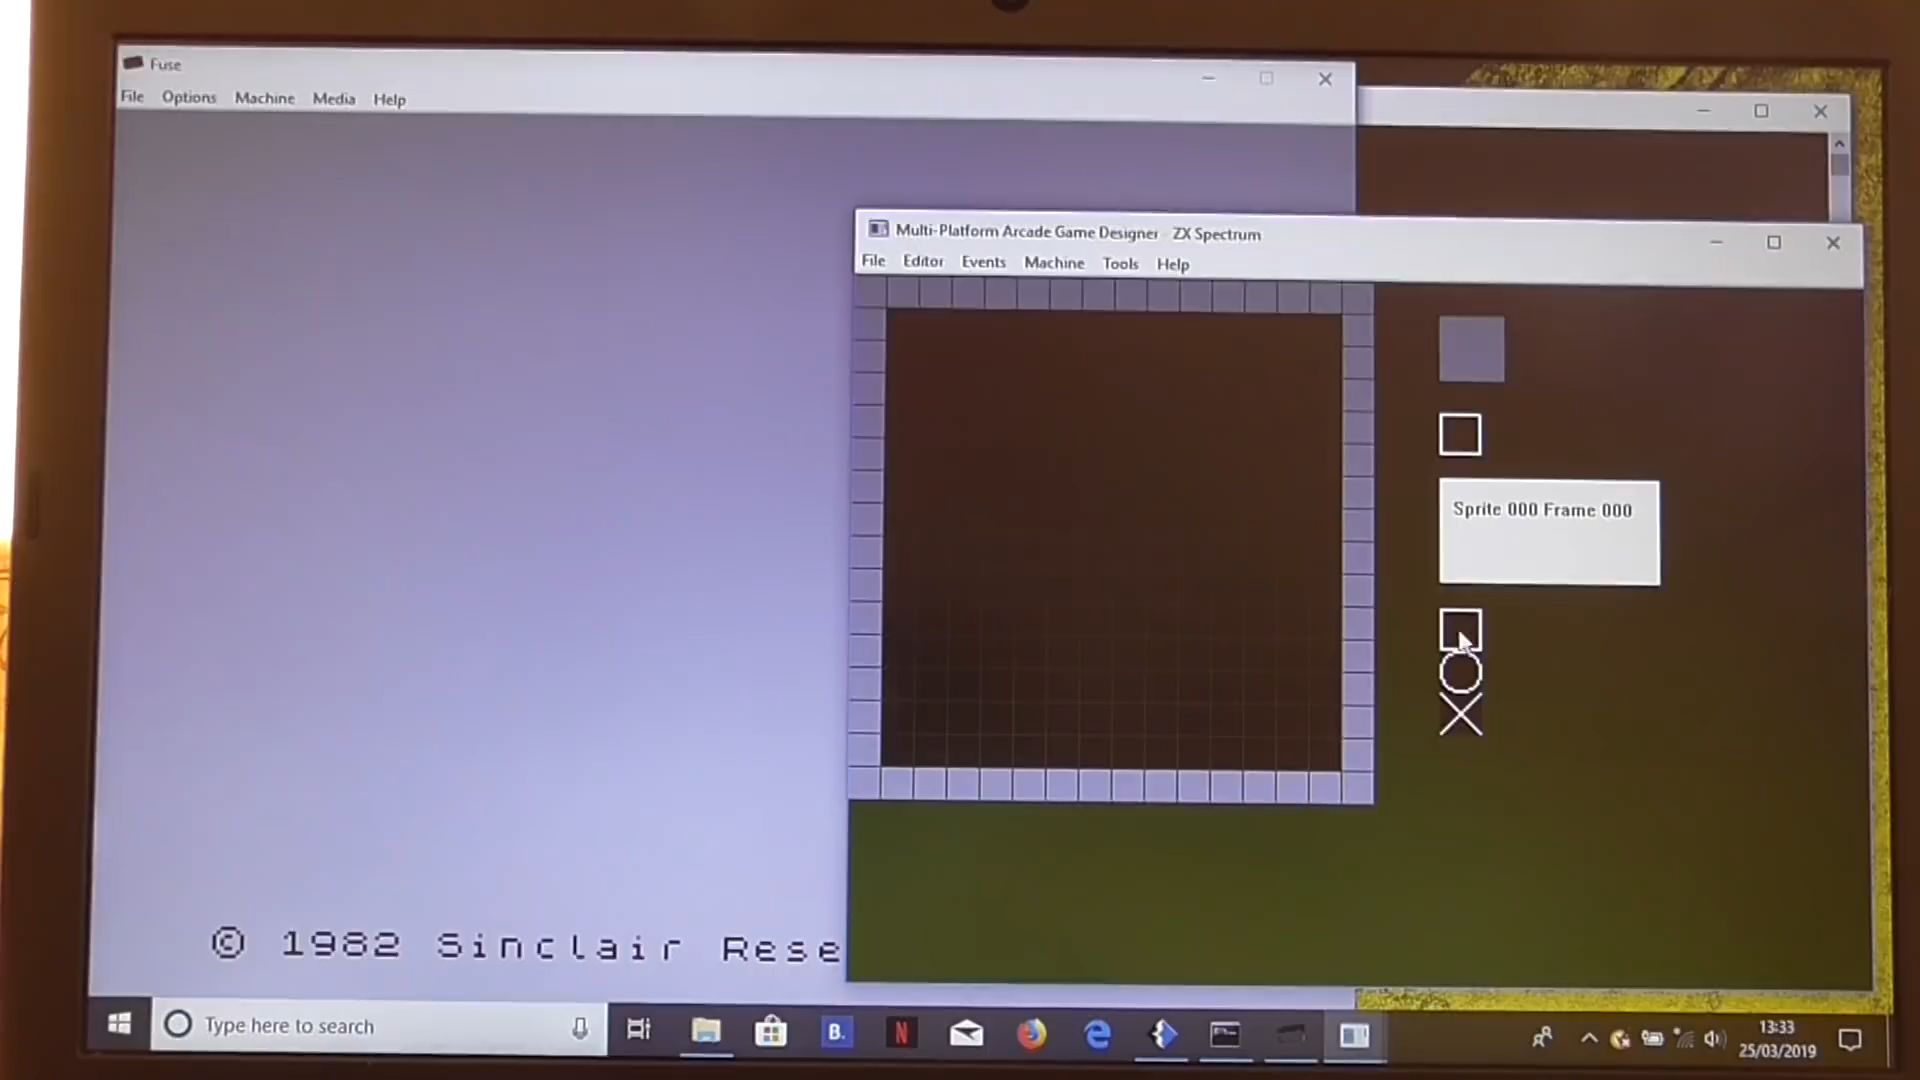 Fuse
File Options Machine Media Help
Multi-Platform Arcade Game Designer ZX Spectrum
File Editor Events Machine Tools Help
Sprite 000 Frame 000
© 1982 Sinclair Rese
Type here to search
B.
N
13:33
25/03/2019